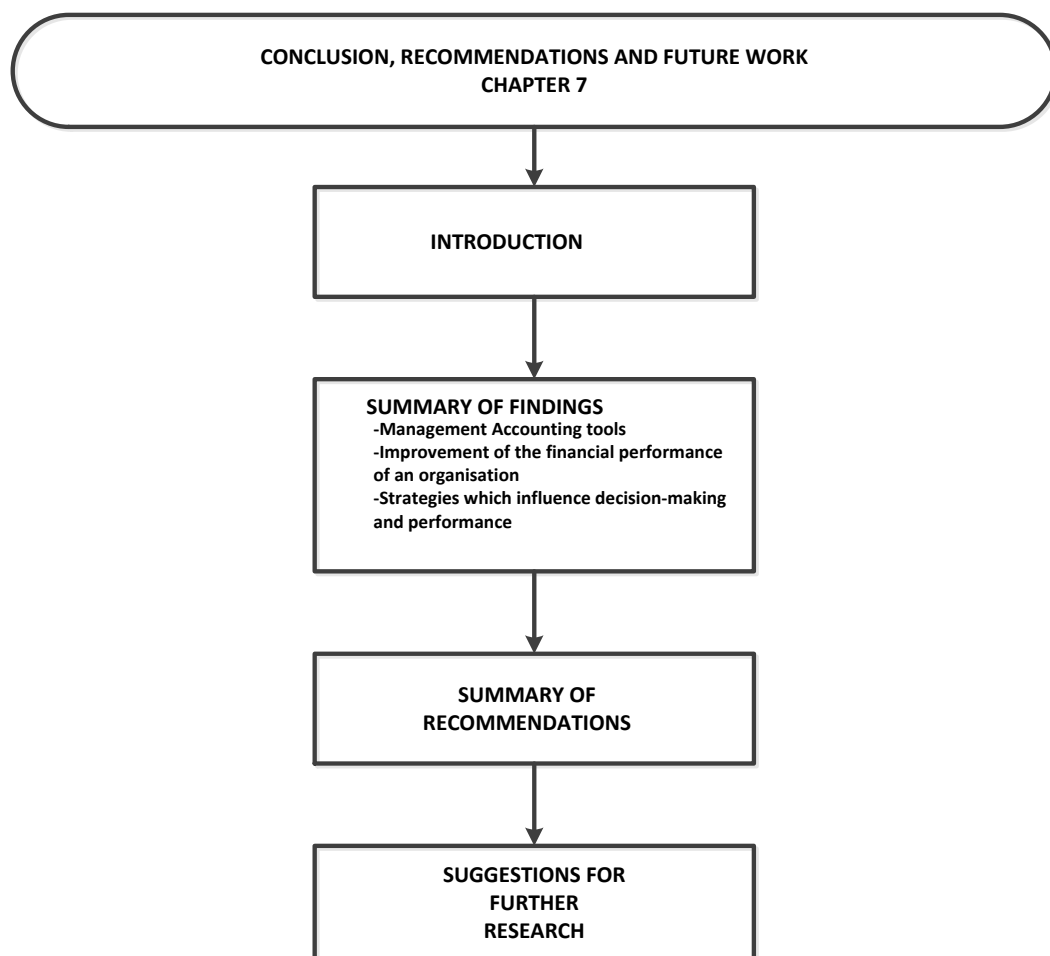 CONCLUSION, RECOMMENDATIONS AND FUTURE WORK
CHAPTER 7
INTRODUCTION
SUMMARY OF FINDINGS
-Management Accounting tools
-Improvement of the financial performance
of an organisation
-Strategies which influence decision-making
and performance
SUMMARY OF
RECOMMENDATIONS
SUGGESTIONS FOR
FURTHER
RESEARCH